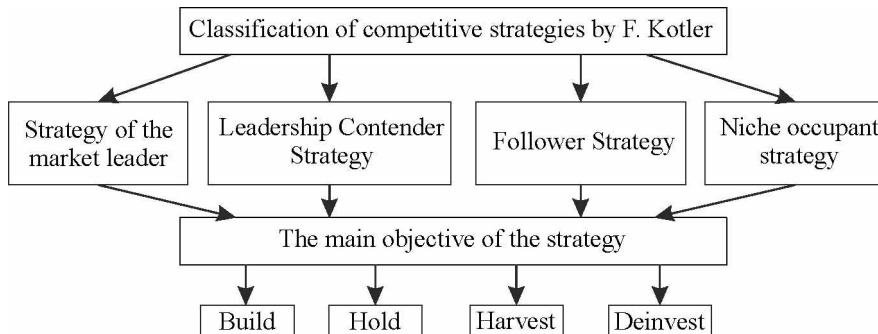 Classification of competitive strategies by F. Kotler
Strategy of the
market leader
Leadership Contender
Strategy
Follower Strategy
Niche occupant
strategy
The main objective of the strategy
Build
Hold
Harvest
Deinvest